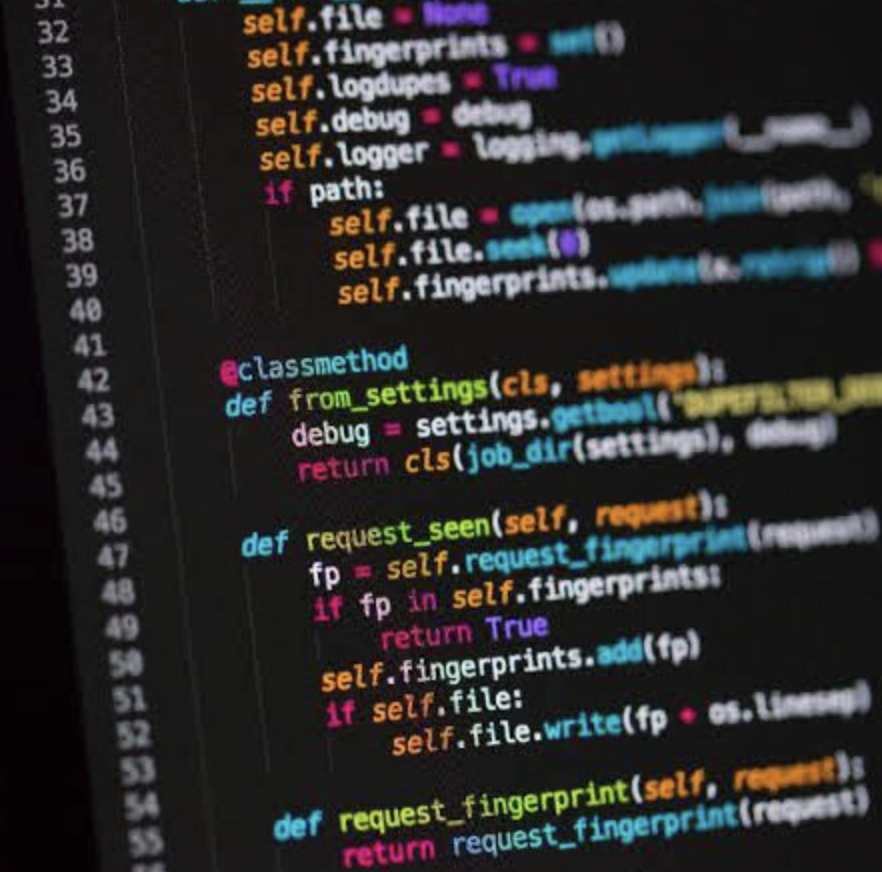 31 def
32 self.file = None
33 self.fingerprints = set()
34 self.logdupes = True
35 self.debug = debug
36 self.logger = logging.getLogger(__name__)
37 if path:
38 self.file = open(os.path.join(path, '
39 self.file.seek(0)
40 self.fingerprints.update(x.rstrip()
41
42 @classmethod
43 def from_settings(cls, settings):
44 debug = settings.getbool('DUPEFILTER_
45 return cls(job_dir(settings), debug)
46
47 def request_seen(self, request):
48 fp = self.request_fingerprint(request)
49 if fp in self.fingerprints:
50 return True
51 self.fingerprints.add(fp)
52 if self.file:
53 self.file.write(fp + os.linesep)
54
55 def request_fingerprint(self, request):
return request_fingerprint(request)